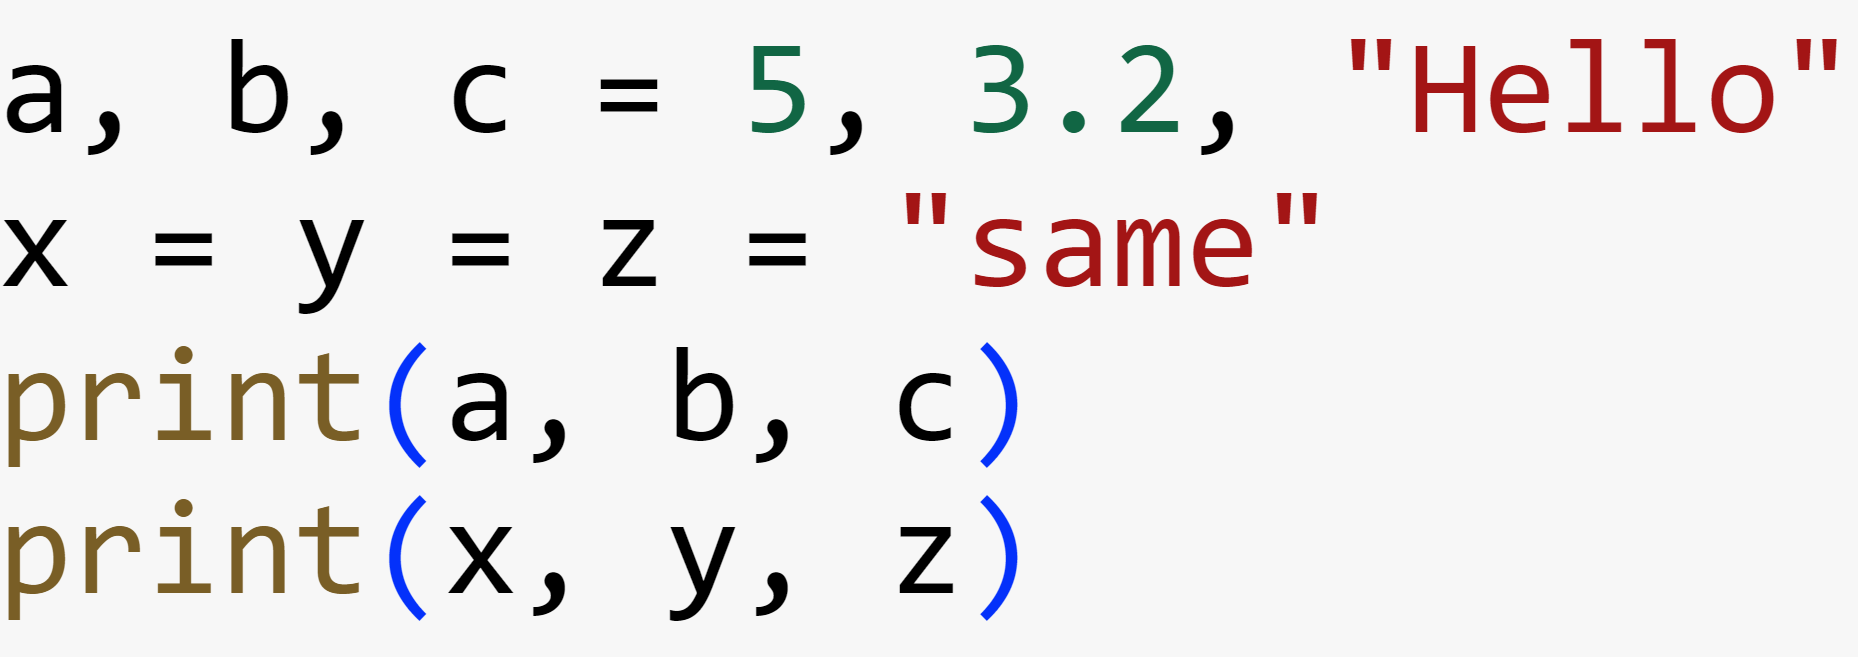 a, b, c = 5, 3.2, "Hello"
x = y = z = "same"
print(a, b, c)
print(x, y, z)